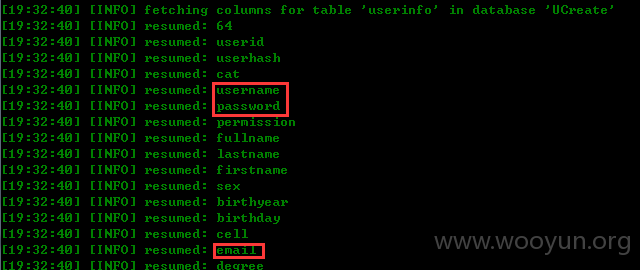 [19:32:40] [INFO] fetching columns for table 'userinfo' in database 'UCreate'
[19:32:40] [INFO] resumed: 64
[19:32:40] [INFO] resumed: userid
[19:32:40] [INFO] resumed: userhash
[19:32:40] [INFO] resumed: cat
[19:32:40] [INFO] resumed: username
[19:32:40] [INFO] resumed: password
[19:32:40] [INFO] resumed: permission
[19:32:40] [INFO] resumed: fullname
[19:32:40] [INFO] resumed: lastname
[19:32:40] [INFO] resumed: firstname
[19:32:40] [INFO] resumed: sex
[19:32:40] [INFO] resumed: birthyear
[19:32:40] [INFO] resumed: birthday
[19:32:40] [INFO] resumed: cell
[19:32:40] [INFO] resumed: email
[19:32:40] [INFO] resumed: degree
www.wooyun.org